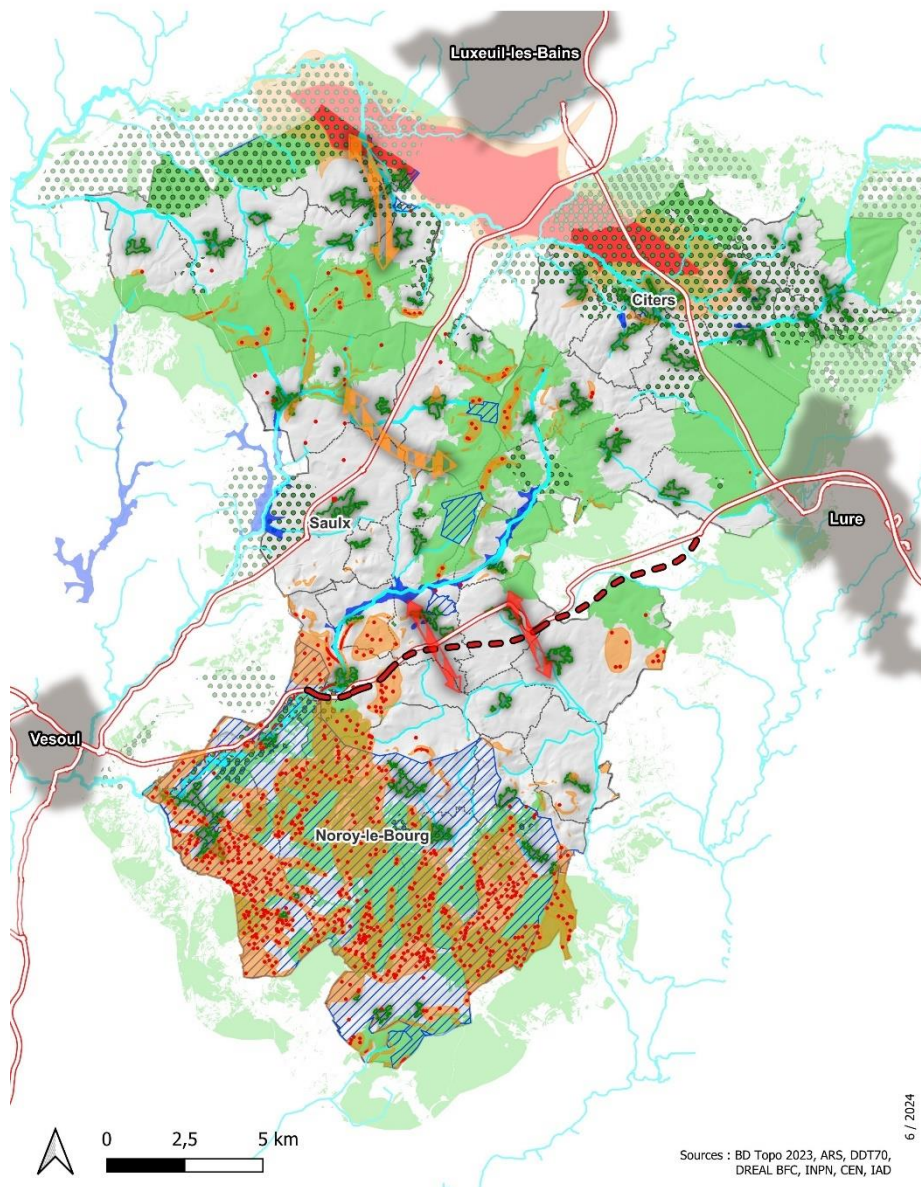 Luxeuil-les-Bains
Citers
Saulx
Lure
Vesoul
Noroy-le-Bourg
0 2,5 5 km
6 / 2024
Sources : BD Topo 2023, ARS, DDT70,
DREAL BFC, INPN, CEN, IAD